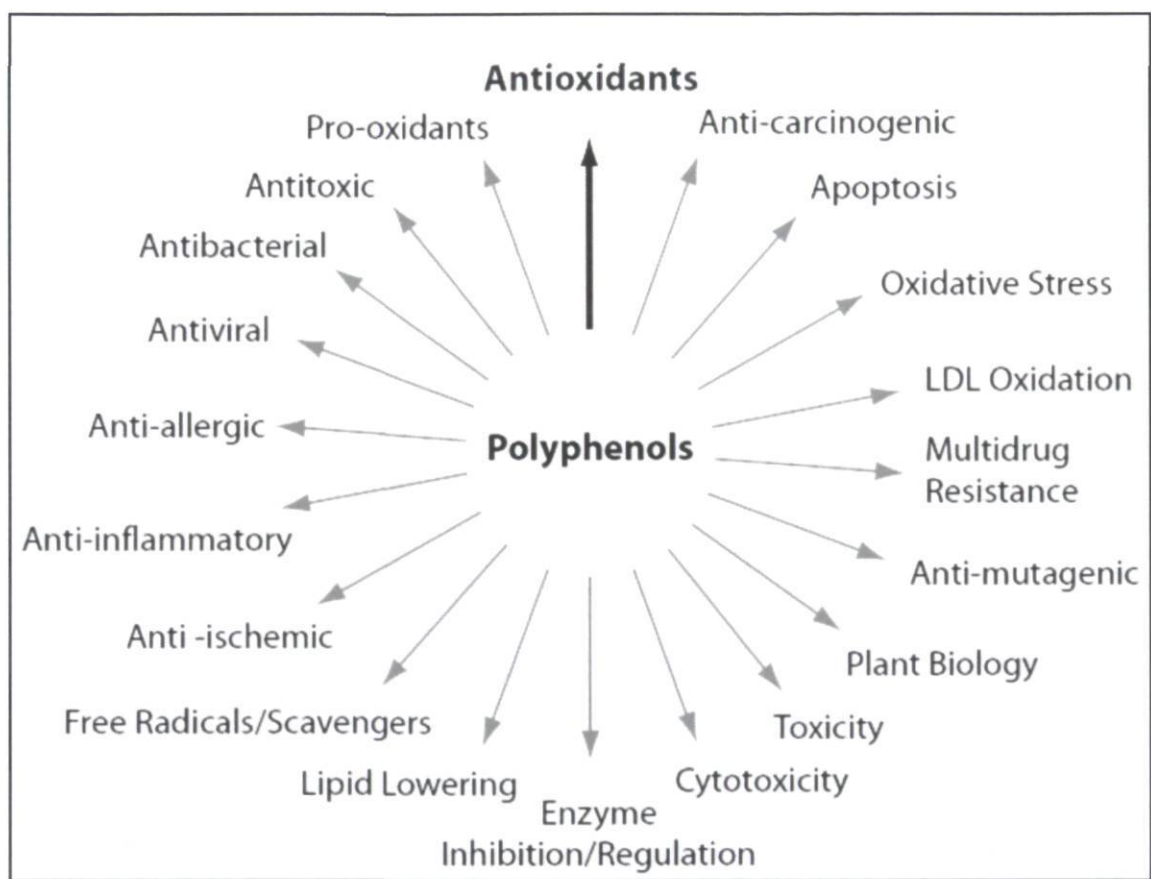 Antioxidants
Pro-oxidants
Anti-carcinogenic
Antitoxic
Apoptosis
Antibacterial
Oxidative Stress
Antiviral
LDL Oxidation
Anti-allergic
Polyphenols
Multidrug
Resistance
Anti-inflammatory
Anti-mutagenic
Anti -ischemic
Plant Biology
Free Radicals/Scavengers
Toxicity
Lipid Lowering
Cytotoxicity
Enzyme
Inhibition/Regulation